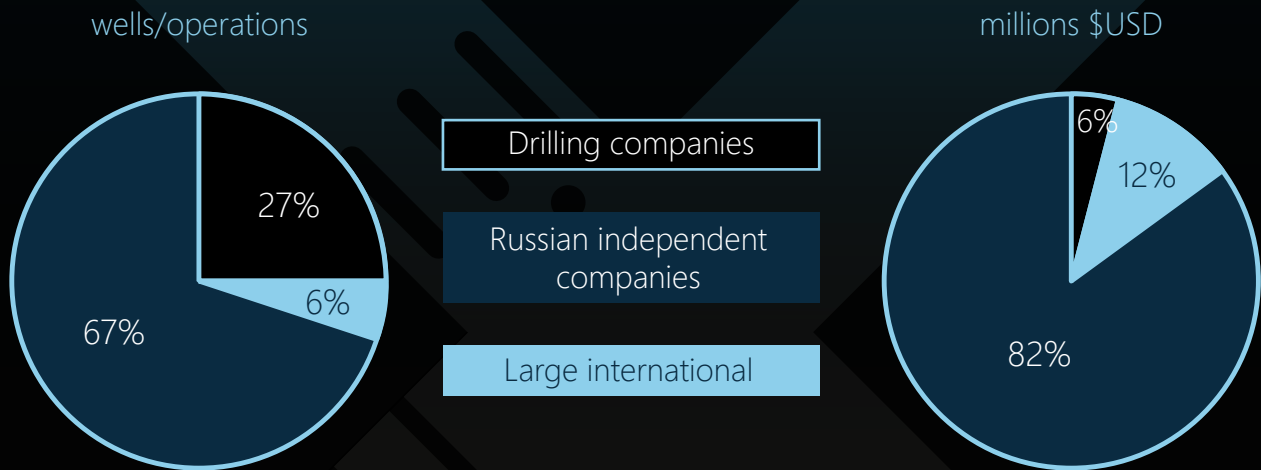 wells/operations
27%
6%
67%
Drilling companies
Russian independent
companies
Large international
millions $USD
6%
12%
82%